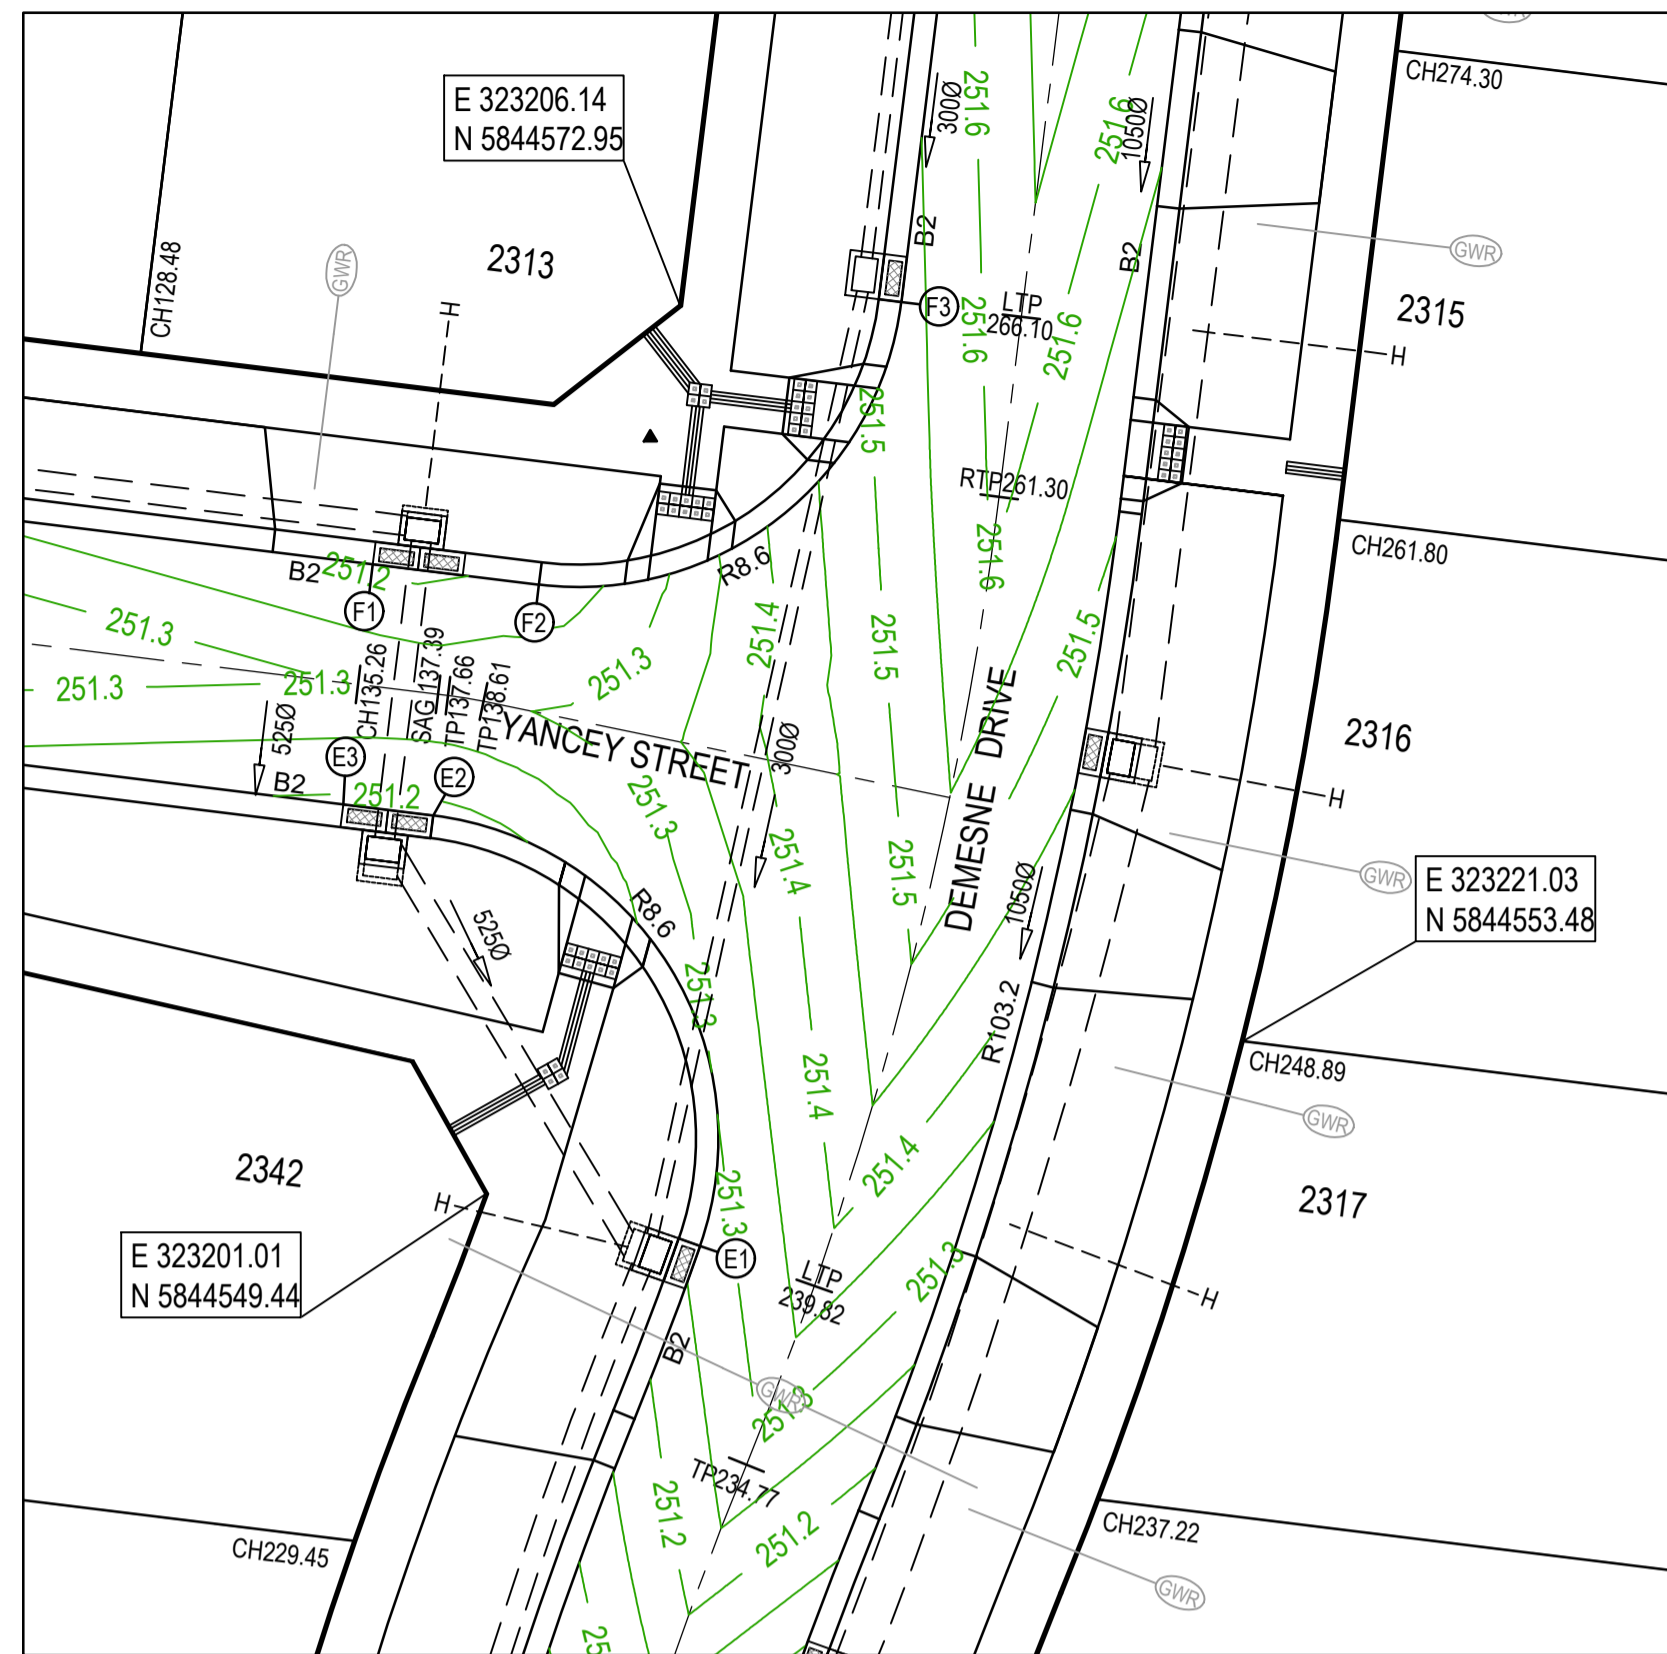 GWR
CH274.30
E 323206.14
N 5844572.95
300Ø
251.6
251.6
1050Ø
CH128.48
GWR
2313
H
B2
B2
GWR
2315
F3
LTP
266.10
251.6
251.6
H
251.5
RTP261.30
CH261.80
B2
251.2
R8.6
251.6
F1
F2
251.3
251.4
251.5
251.5
251.3
251.3
251.3
CH135.26
SAG137.39
TP137.66
TP138.61
525Ø
YANCEY STREET
300Ø
DEMESNE DRIVE
2316
E3
E2
B2
251.2
251.3
H
251.4
251.5
1050Ø
GWR
E 323221.03
N 5844553.48
R8.6
525Ø
251.3
R103.2
CH248.89
251.4
251.4
GWR
2342
H
251.3
2317
E1
E 323201.01
N 5844549.44
LTP
239.82
251.3
H
B2
GWR
251.3
TP234.77
251.2
251.2
CH229.45
CH237.22
GWR
25